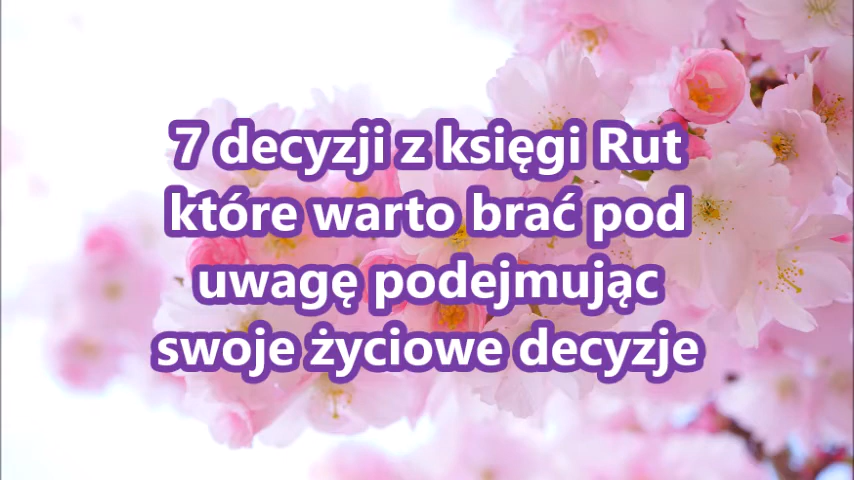 7 decyzji z księgi Rut
które warto brać pod
uwagę podejmując
swoje życiowe decyzje